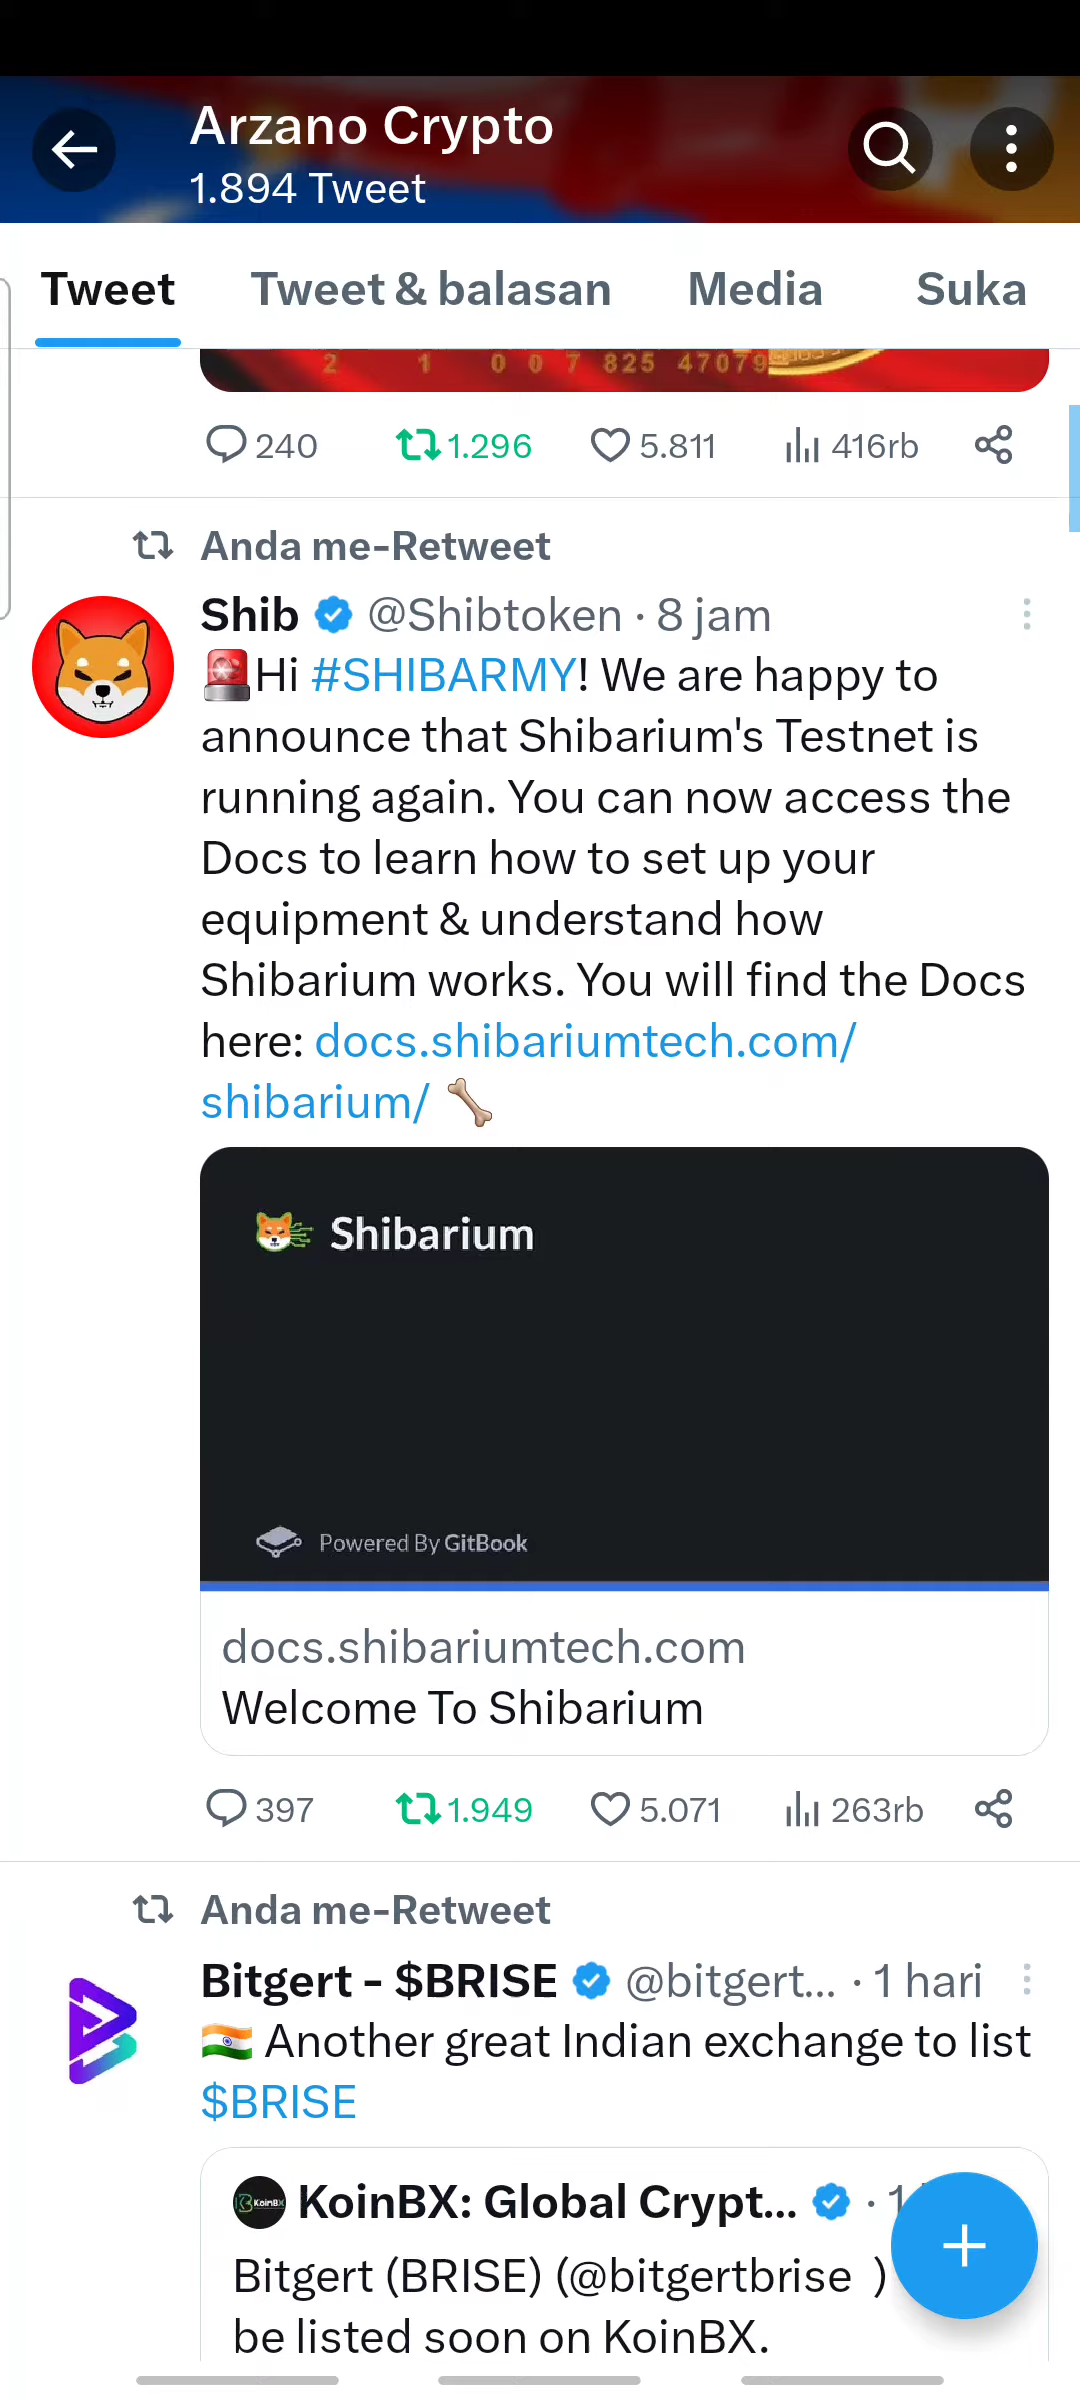 Arzano Crypto
1.894 Tweet
Tweet Tweet & balasan Media Suka
2 1 0 0 7 825 47079
240 1.296 5.811 416rb
Anda me-Retweet
Shib @Shibtoken · 8 jam
Hi #SHIBARMY! We are happy to
announce that Shibarium's Testnet is
running again. You can now access the
Docs to learn how to set up your
equipment & understand how
Shibarium works. You will find the Docs
here: docs.shibariumtech.com/
shibarium/
Shibarium
Powered By GitBook
docs.shibariumtech.com
Welcome To Shibarium
397 1.949 5.071 263rb
Anda me-Retweet
Bitgert - $BRISE @bitgert... · 1 hari
Another great Indian exchange to list
$BRISE
KoinBX
KoinBX: Global Crypt... · 1
Bitgert (BRISE) (@bitgertbrise )
be listed soon on KoinBX.